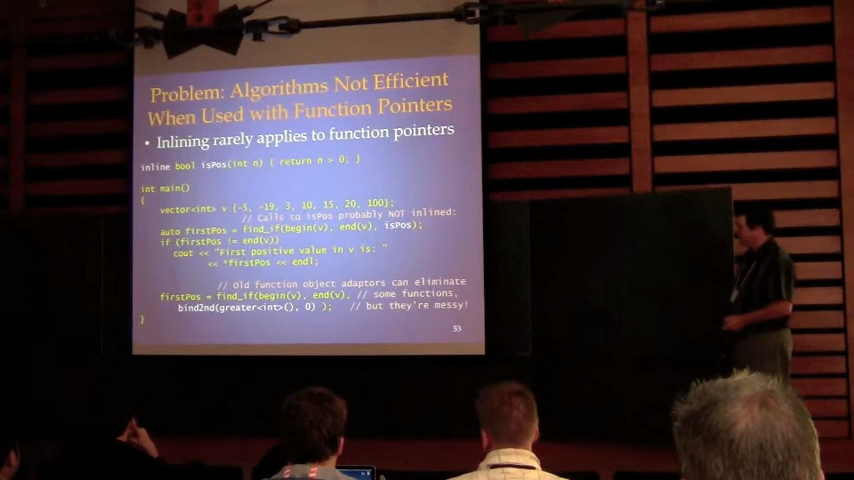 Problem: Algorithms Not Efficient
When Used with Function Pointers
• Inlining rarely applies to function pointers
inline bool isPos(int n) { return n > 0; }
int main()
{
vector<int> v {-5, -19, 3, 10, 15, 20, 100};
// Calls to isPos probably NOT inlined:
auto firstPos = find_if(begin(v), end(v), isPos);
if (firstPos != end(v))
cout << "First positive value in v is: "
<< *firstPos << endl;
// Old function object adaptors can eliminate
firstPos = find_if(begin(v), end(v), // some functions,
bind2nd(greater<int>(), 0) ); // but they're messy!
}
53